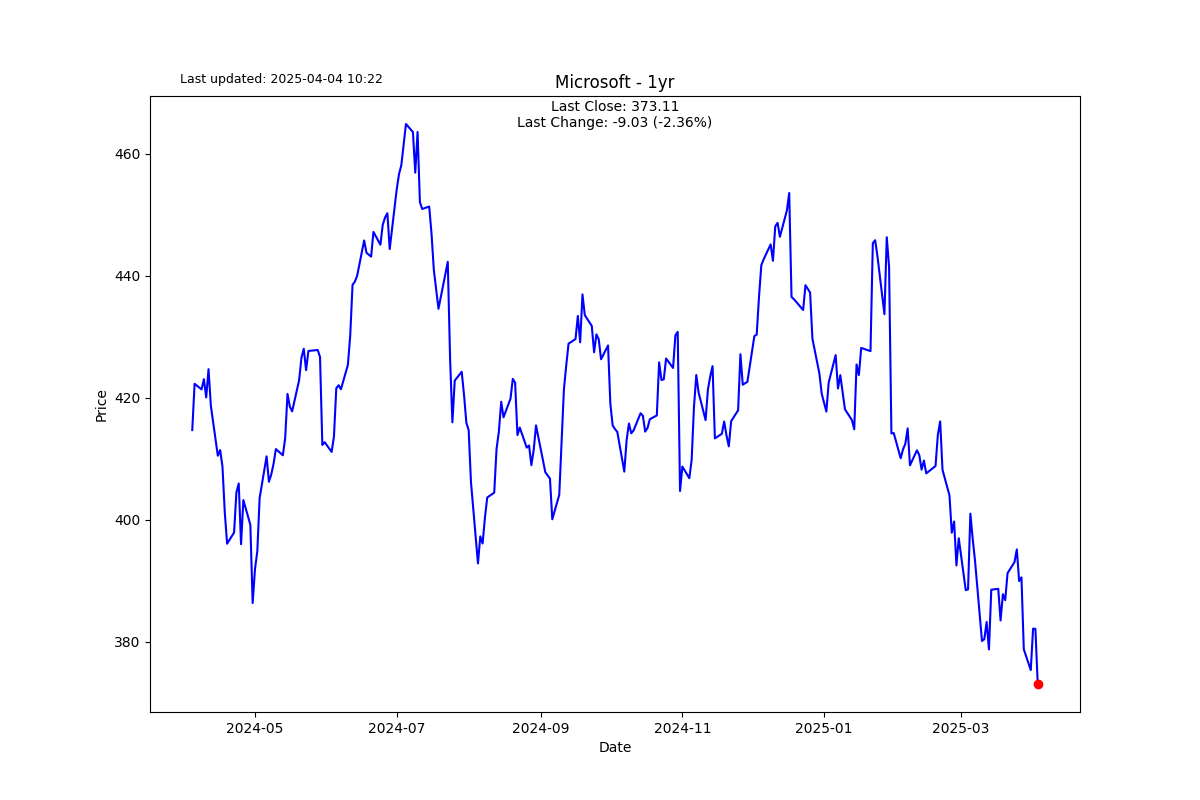 Last updated: 2025-04-04 10:22
Microsoft - 1yr
Last Close: 373.11
Last Change: -9.03 (-2.36%)
460
440
420
400
380
Price
2024-05
2024-07
2024-09
2024-11
2025-01
2025-03
Date